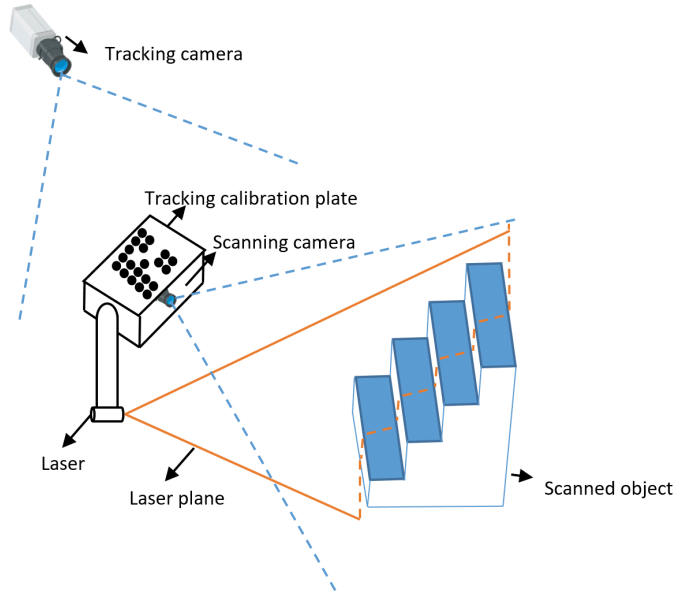 Tracking camera
Tracking calibration plate
Scanning camera
Laser
Laser plane
Scanned object